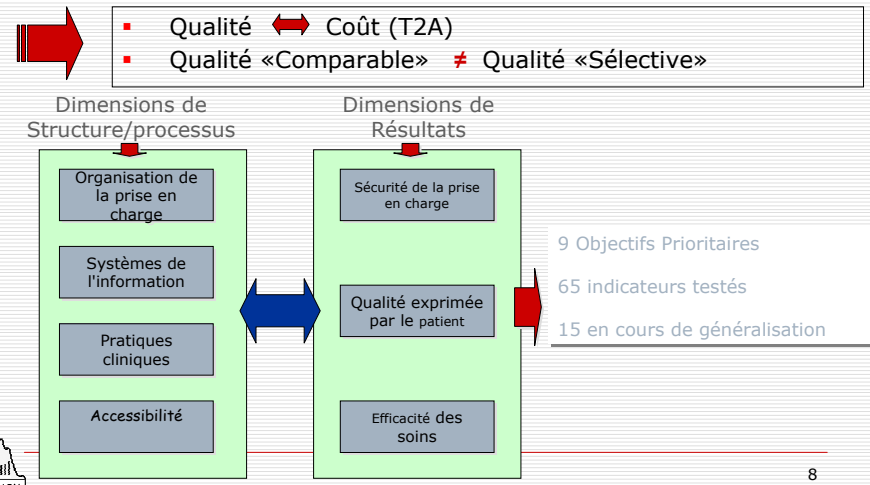 Qualité Coût (T2A)
Qualité «Comparable» ≠ Qualité «Sélective»
Dimensions de
Structure/processus
Organisation de
la prise en
charge
Systèmes de
l'information
Pratiques
cliniques
Accessibilité
Dimensions de
Résultats
Sécurité de la prise
en charge
Qualité exprimée
par le patient
Efficacité des
soins
9 Objectifs Prioritaires
65 indicateurs testés
15 en cours de généralisation
8